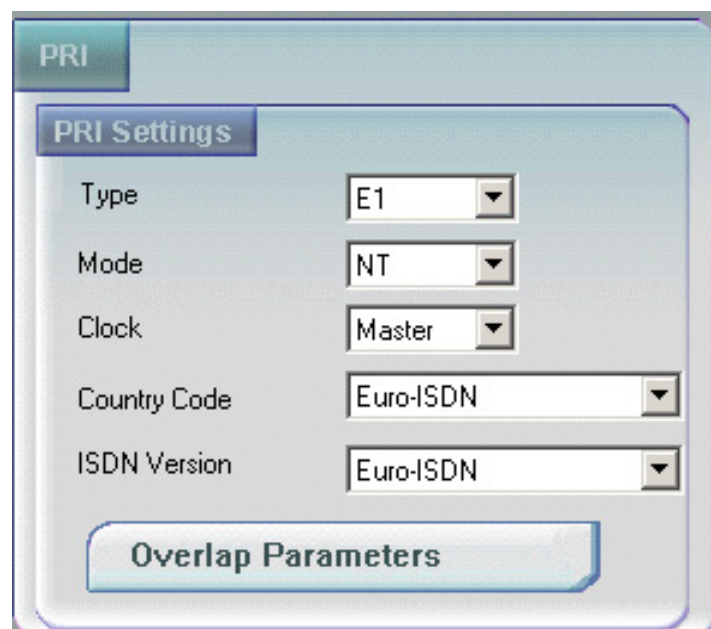 PRI
PRI Settings
Type E1
Mode NT
Clock Master
Country Code Euro-ISDN
ISDN Version Euro-ISDN
Overlap Parameters